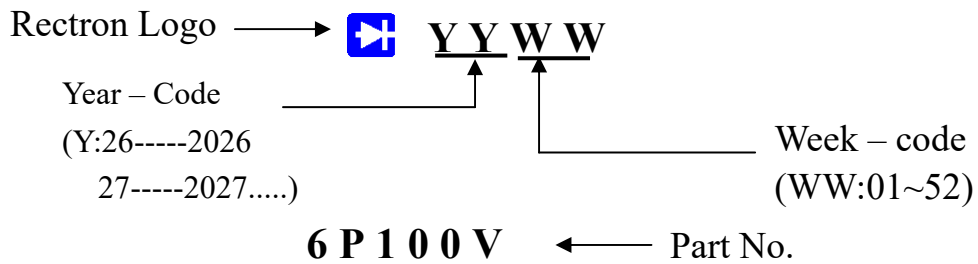 Rectron Logo Y Y W W
Year – Code
(Y:26-----2026
27-----2027.....)
Week – code
(WW:01~52)
6 P 1 0 0 V Part No.